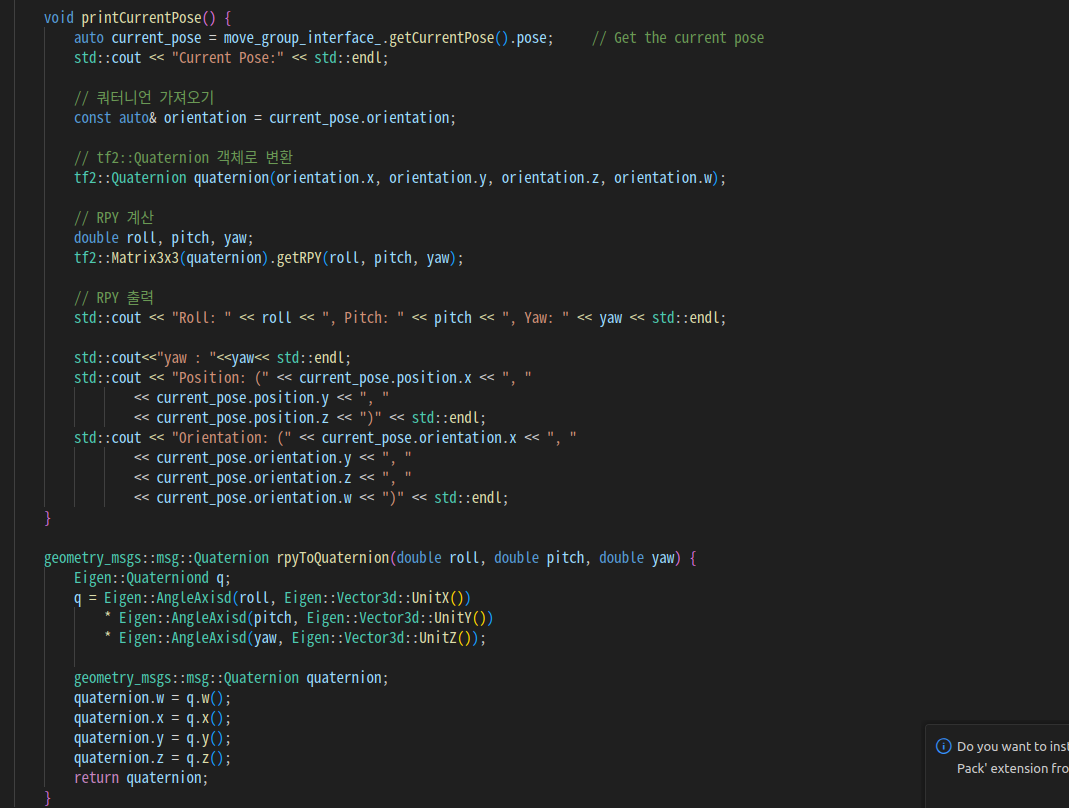 void printCurrentPose() {
auto current_pose = move_group_interface_.getCurrentPose().pose;     // Get the current pose
std::cout << "Current Pose:" << std::endl;
// 쿼터니언 가져오기
const auto& orientation = current_pose.orientation;
// tf2::Quaternion 객체로 변환
tf2::Quaternion quaternion(orientation.x, orientation.y, orientation.z, orientation.w);
// RPY 계산
double roll, pitch, yaw;
tf2::Matrix3x3(quaternion).getRPY(roll, pitch, yaw);
// RPY 출력
std::cout << "Roll: " << roll << ", Pitch: " << pitch << ", Yaw: " << yaw << std::endl;
std::cout<<"yaw : "<<yaw<< std::endl;
std::cout << "Position: (" << current_pose.position.x << ", "
<< current_pose.position.y << ", "
<< current_pose.position.z << ")" << std::endl;
std::cout << "Orientation: (" << current_pose.orientation.x << ", "
<< current_pose.orientation.y << ", "
<< current_pose.orientation.z << ", "
<< current_pose.orientation.w << ")" << std::endl;
}
geometry_msgs::msg::Quaternion rpyToQuaternion(double roll, double pitch, double yaw) {
Eigen::Quaterniond q;
q = Eigen::AngleAxisd(roll, Eigen::Vector3d::UnitX())
* Eigen::AngleAxisd(pitch, Eigen::Vector3d::UnitY())
* Eigen::AngleAxisd(yaw, Eigen::Vector3d::UnitZ());
geometry_msgs::msg::Quaternion quaternion;
quaternion.w = q.w();
quaternion.x = q.x();
quaternion.y = q.y();
quaternion.z = q.z();
return quaternion;
}
Do you want to inst
Pack' extension fro